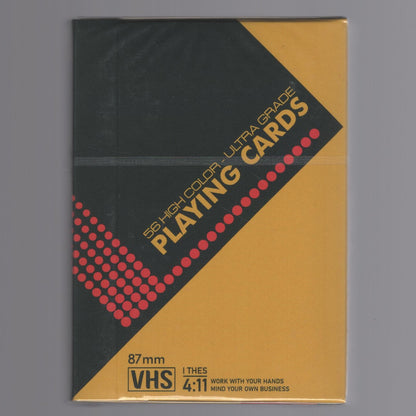 56 HIGH COLOR - ULTRA GRADE
PLAYING CARDS
87mm
VHS
I THES
4:11
WORK WITH YOUR HANDS
MIND YOUR OWN BUSINESS